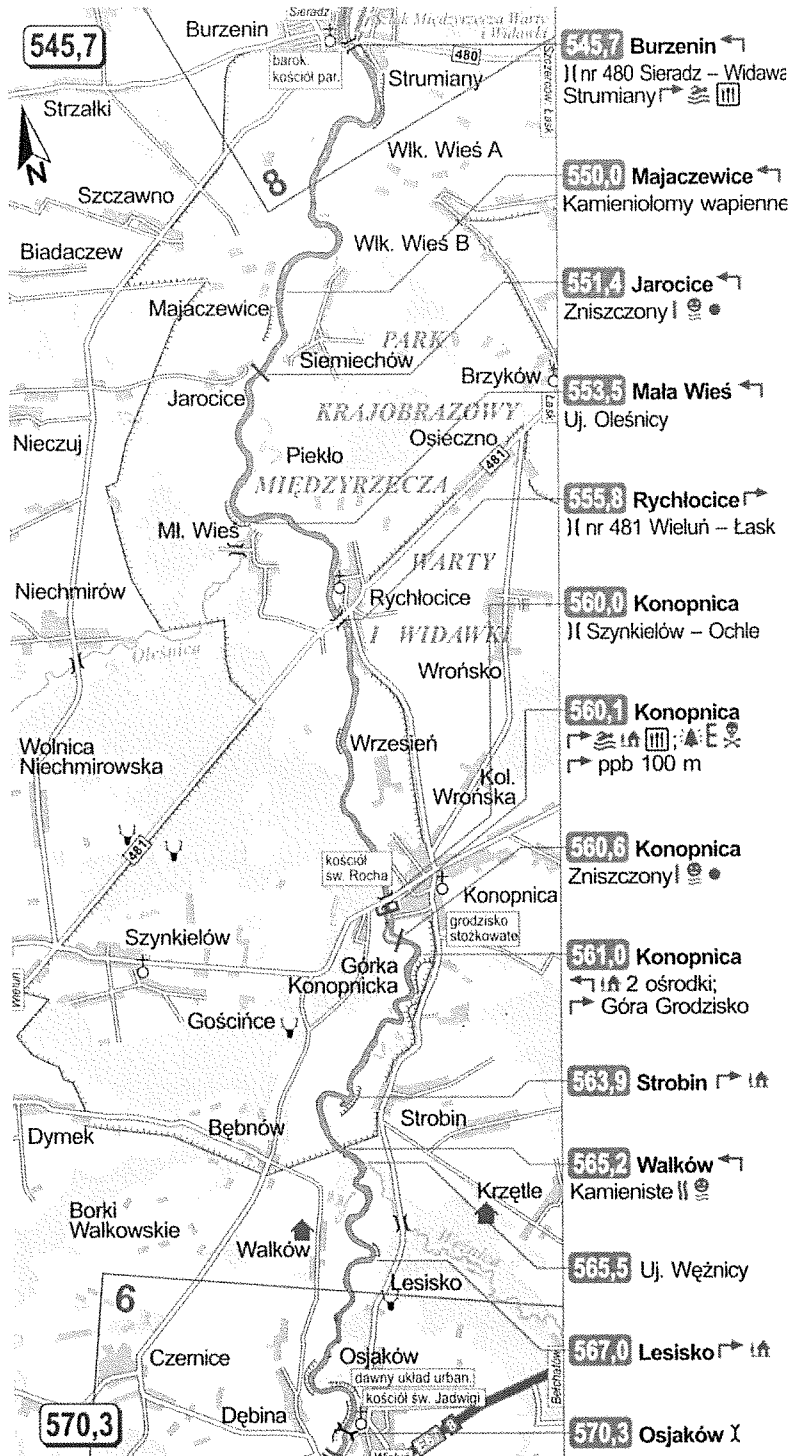 545,7
Burzenin
Sieradz
barok.
kościół par.
Strumiany
480
Strzałki
N
8
Wlk. Wieś A
Szczawno
Wlk. Wieś B
Biadaczew
Majaczewice
PARK
Siemiechów
Jarocice
Brzyków
KRAJOBRAZOWY
Łask
Osieczno
Nieczuj
Piekło
481
MIĘDZYRZECZA
Mł. Wieś
WARTY
Niechmirów
Rychłocice
I WIDAWKI
Oleśnica
Wrońsko
Wolnica
Niechmirowska
Wrzesień
Kol.
Wrońska
481
kościół
św. Rocha
Konopnica
grodzisko
stożkowate
Szynkielów
Górka
Konopnicka
Wieluń
Gościńce
Dymek
Bębnów
Strobin
Borki
Walkowskie
Krzętle
Walków
6
Lesisko
Czernice
Osjaków
dawny układ urban.
kościół św. Jadwigi
Bełchatów
Dębina
570,3
545,7 Burzenin
nr 480 Sieradz – Widawa
Strumiany
550,0 Majaczewice
Kamieniołomy wapienne
551,4 Jarocice
Zniszczony
553,5 Mała Wieś
Uj. Oleśnicy
555,8 Rychłocice
nr 481 Wieluń – Łask
560,0 Konopnica
Szynkielów – Ochle
560,1 Konopnica
E
ppb 100 m
560,6 Konopnica
Zniszczony
561,0 Konopnica
2 ośrodki;
Góra Grodzisko
563,9 Strobin
565,2 Walków
Kamieniste
565,5 Uj. Wężnicy
567,0 Lesisko
570,3 Osjaków